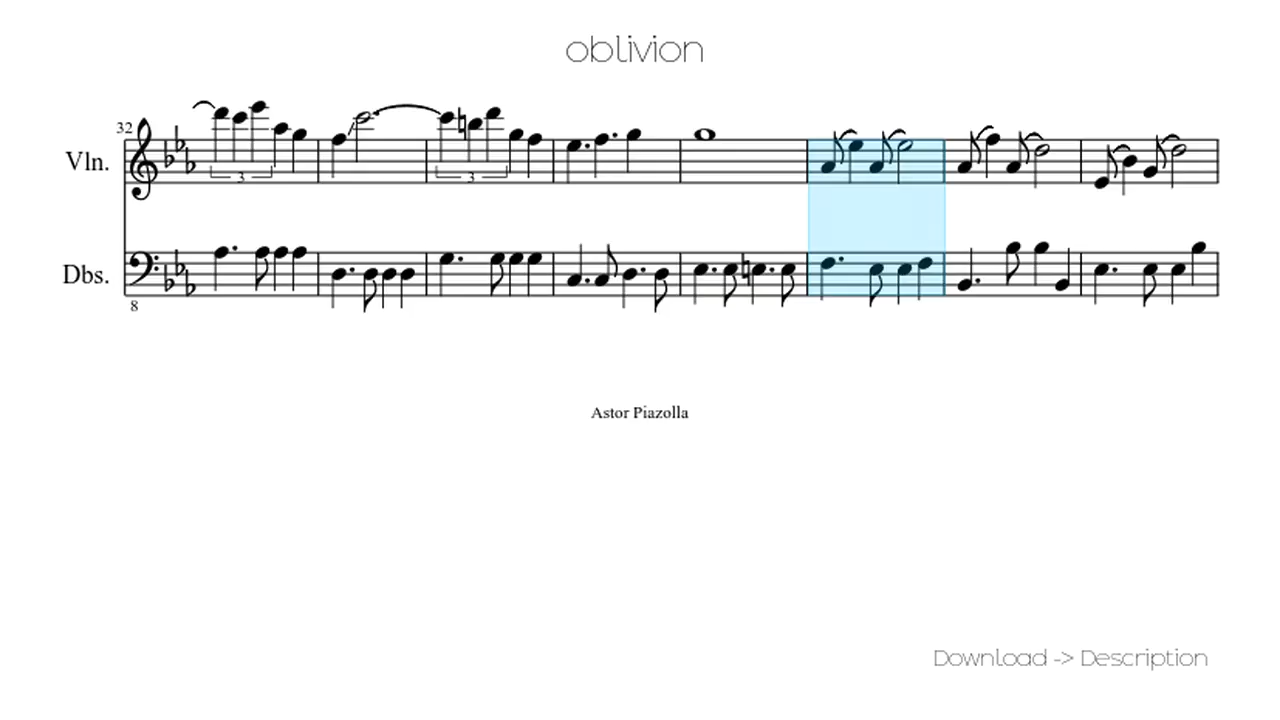 oblivion
32
Vln.
3
3
Dbs.
8
Astor Piazolla
Download -> Description